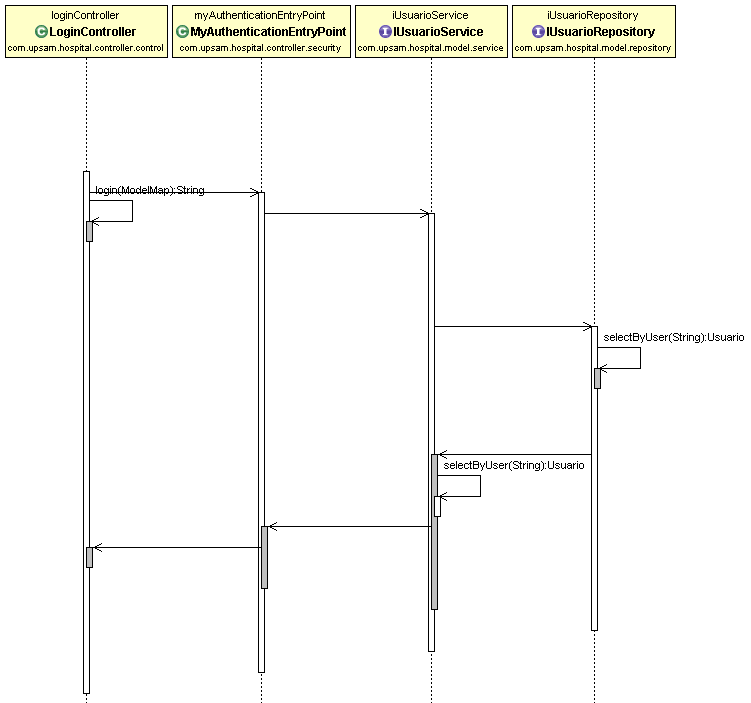 loginController
C LoginController
com.upsam.hospital.controller.control
myAuthenticationEntryPoint
C MyAuthenticationEntryPoint
com.upsam.hospital.controller.security
iUsuarioService
I IUsuarioService
com.upsam.hospital.model.service
iUsuarioRepository
I IUsuarioRepository
com.upsam.hospital.model.repository
login(ModelMap):String
selectByUser(String):Usuario
selectByUser(String):Usuario